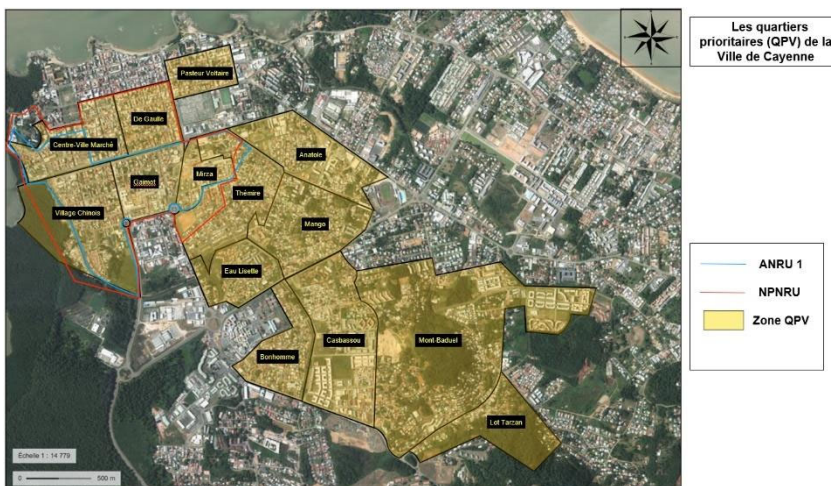 Les quartiers
prioritaires (QPV) de la
Ville de Cayenne
Pasteur Voltaire
De Gaulle
Centre-Ville Marché
Mirza
Anatole
Thémire
Village Chinois
Mango
Eau Lisette
Casbassou
Mont-Baduel
Bonhomme
Lot Tarzan
ANRU 1
NPNRU
Zone QPV
Échelle 1 : 14 779
0
500 m